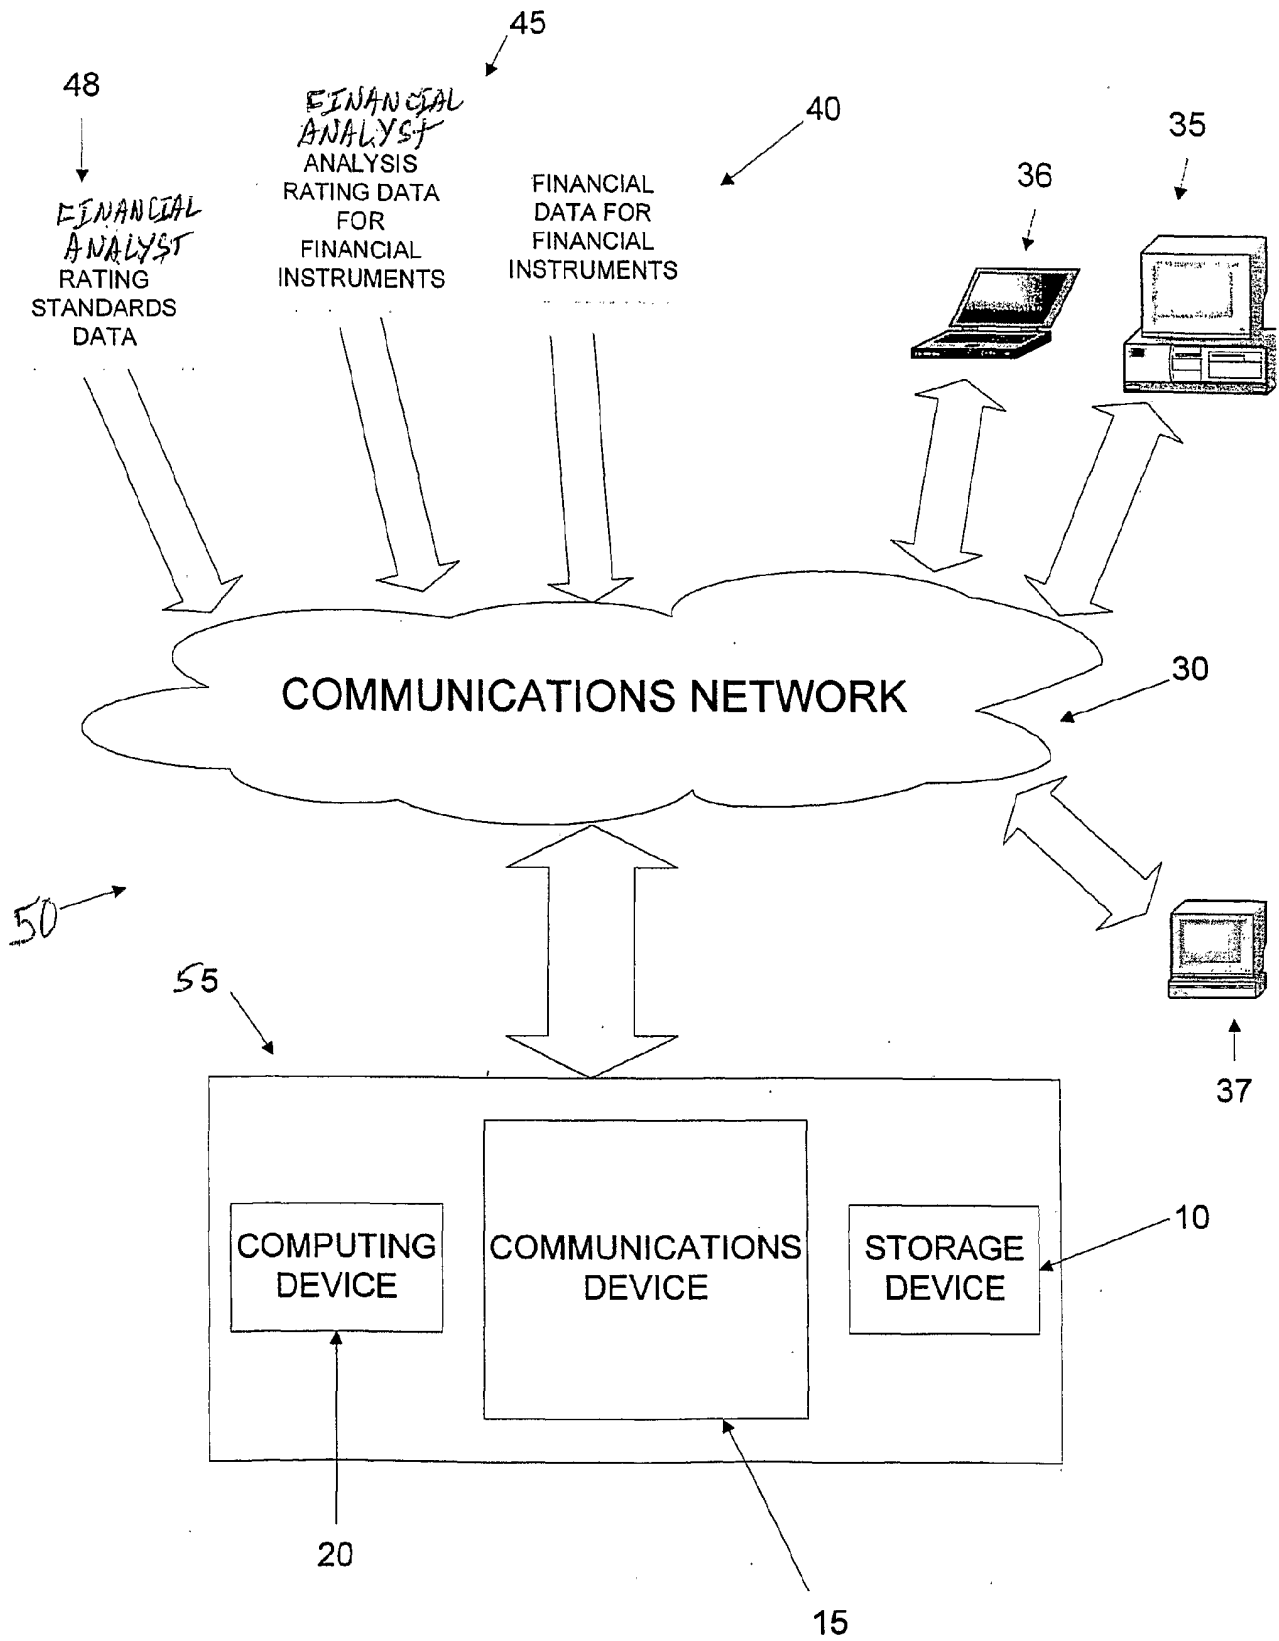 45
48
FINANCIAL
ANALYST
ANALYSIS
RATING DATA
FOR
FINANCIAL
INSTRUMENTS
40
FINANCIAL
DATA FOR
FINANCIAL
INSTRUMENTS
35
36
FINANCIAL
ANALYST
RATING
STANDARDS
DATA
COMMUNICATIONS NETWORK
30
50
55
37
COMPUTING
DEVICE
COMMUNICATIONS
DEVICE
STORAGE
DEVICE
10
20
15